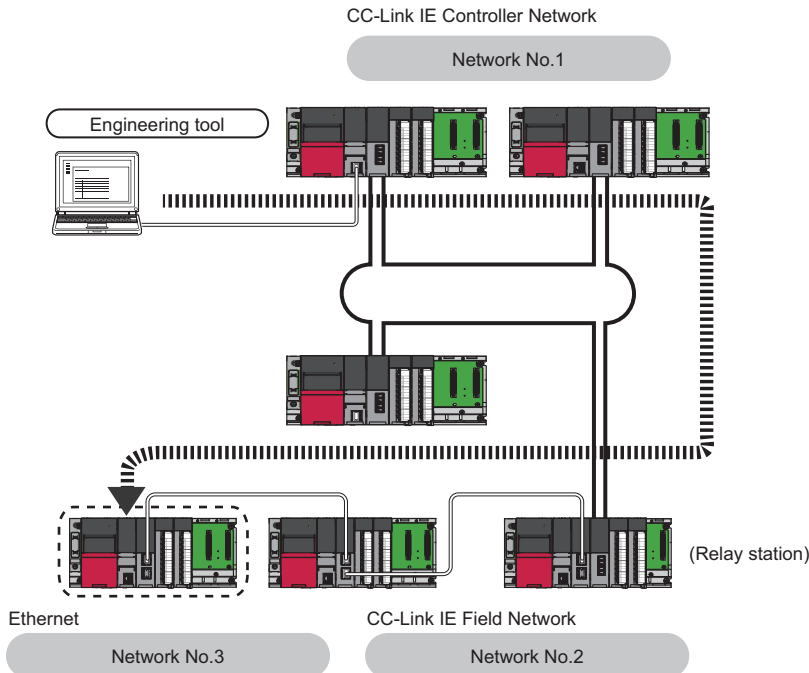 CC-Link IE Controller Network
Network No.1
Engineering tool
(Relay station)
Ethernet
CC-Link IE Field Network
Network No.3
Network No.2